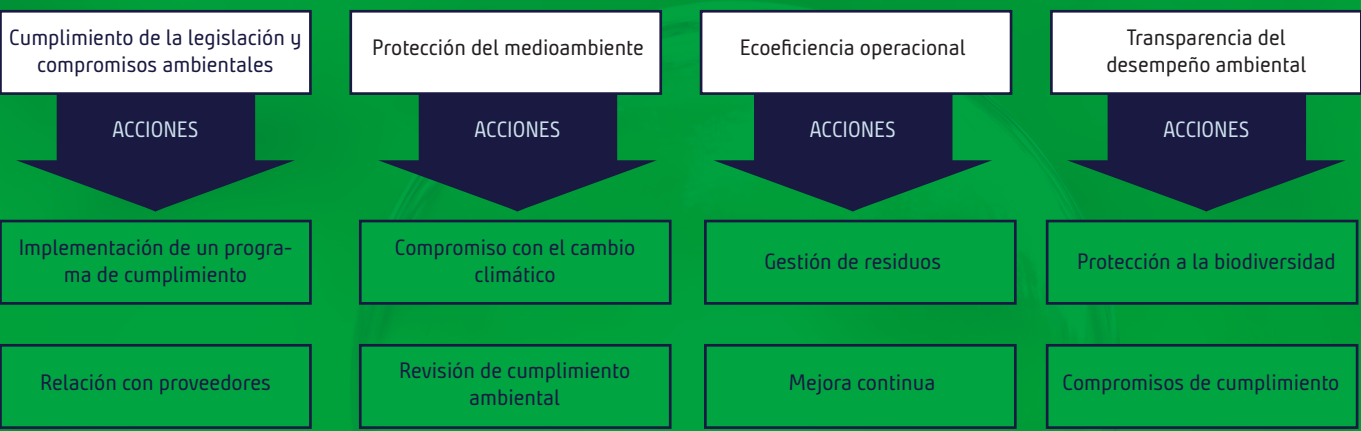 Cumplimiento de la legislación y
compromisos ambientales
Protección del medioambiente
Ecoeficiencia operacional
Transparencia del
desempeño ambiental
ACCIONES
ACCIONES
ACCIONES
ACCIONES
Implementación de un progra-
ma de cumplimiento
Compromiso con el cambio
climático
Gestión de residuos
Protección a la biodiversidad
Relación con proveedores
Revisión de cumplimiento
ambiental
Mejora continua
Compromisos de cumplimiento